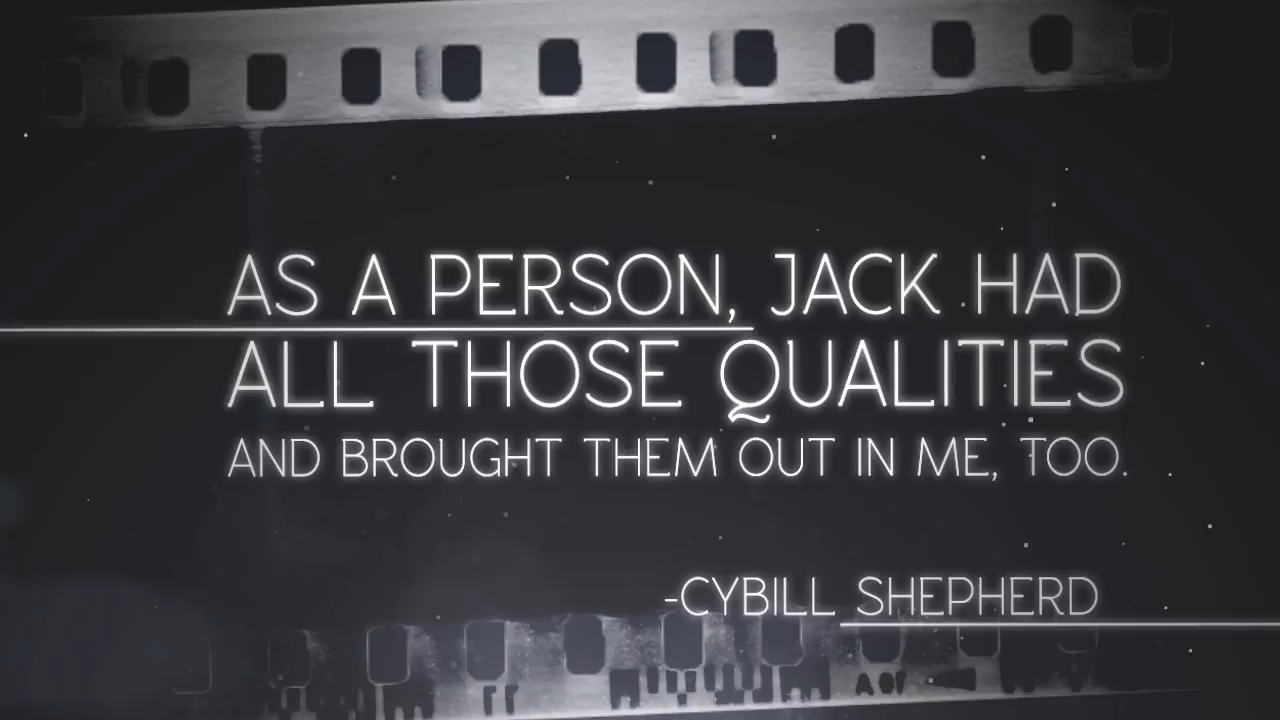 AS A PERSON, JACK HAD
ALL THOSE QUALITIES
AND BROUGHT THEM OUT IN ME, TOO.
-CYBILL SHEPHERD